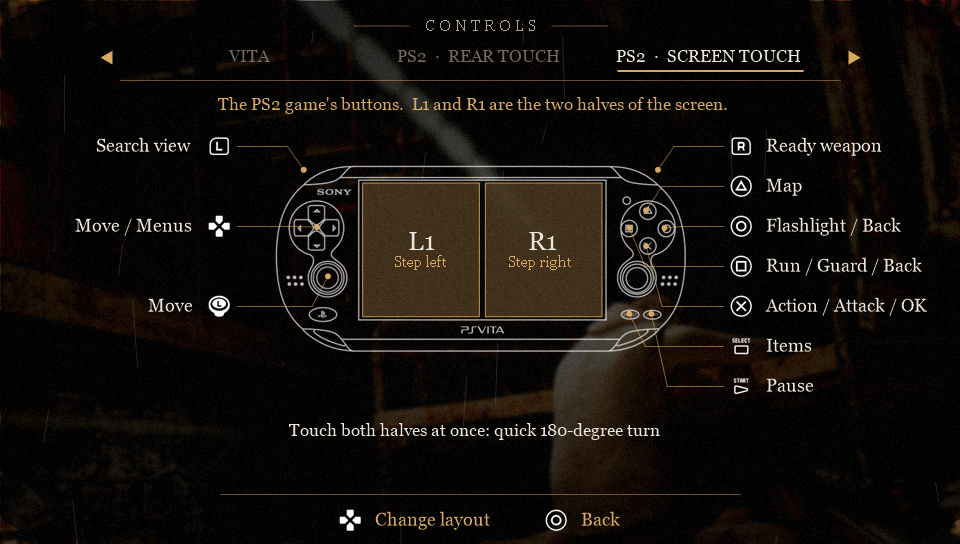 CONTROLS
VITA
PS2 · REAR TOUCH
PS2 · SCREEN TOUCH
The PS2 game's buttons. L1 and R1 are the two halves of the screen.
Search view L
R Ready weapon
Map
SONY
Move / Menus
Flashlight / Back
L1
Step left
R1
Step right
Run / Guard / Back
Move L
Action / Attack / OK
PSVITA
SELECT Items
START Pause
Touch both halves at once: quick 180-degree turn
Change layout
Back